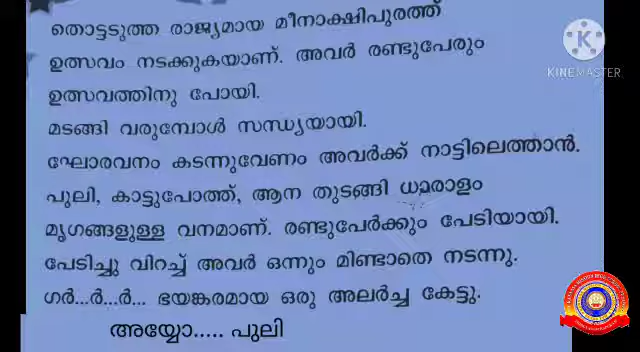 തൊട്ടടുത്ത രാജ്യമായ മീനാക്ഷിപുരത്ത്
ഉത്സവം നടക്കുകയാണ്. അവർ രണ്ടുപേരും
ഉത്സവത്തിനു പോയി.
മടങ്ങി വരുമ്പോൾ സന്ധ്യയായി.
ഘോരവനം കടന്നുവേണം അവർക്ക് നാട്ടിലെത്താൻ.
പുലി, കാട്ടുപോത്ത്, ആന തുടങ്ങി ധാരാളം
മൃഗങ്ങളുള്ള വനമാണ്. രണ്ടുപേർക്കും പേടിയായി.
പേടിച്ചു വിറച്ച് അവർ ഒന്നും മിണ്ടാതെ നടന്നു.
ഗർ...ർ...ർ... ഭയങ്കരമായ ഒരു അലർച്ച കേട്ടു.
അയ്യോ..... പുലി
KINEMASTER